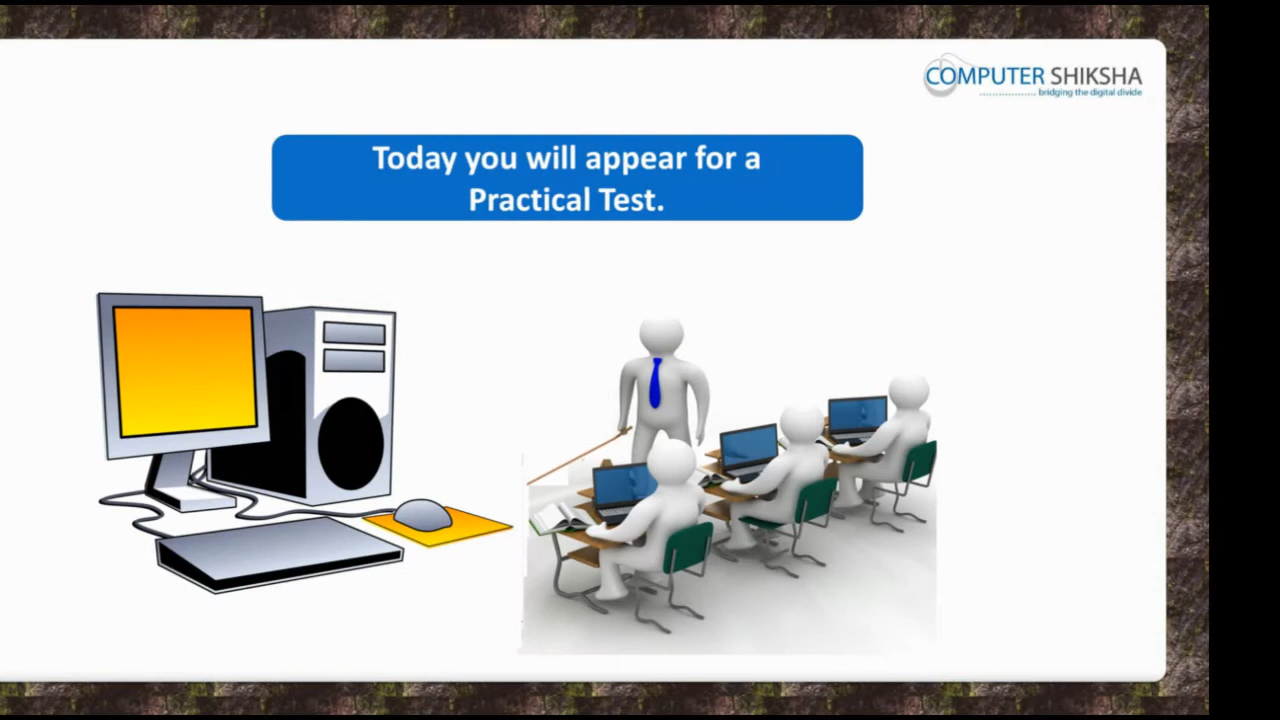 COMPUTER SHIKSHA
bridging the digital divide
Today you will appear for a
Practical Test.